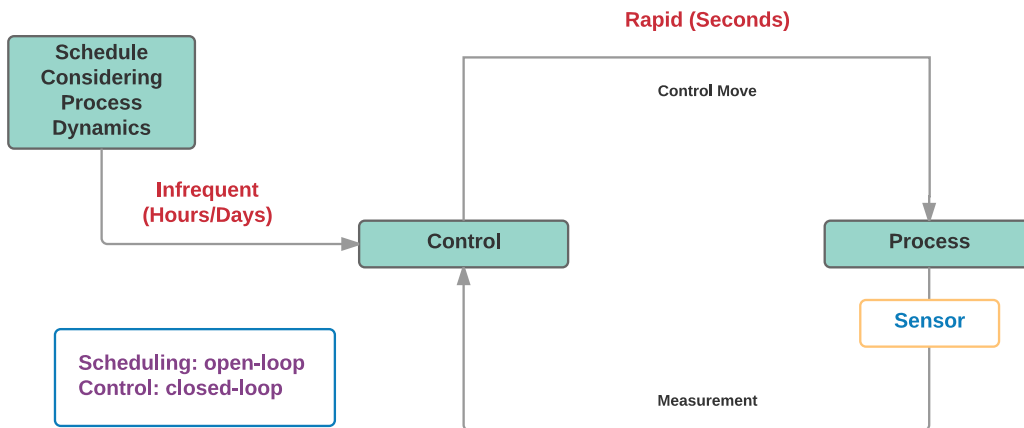 Rapid (Seconds)
Schedule
Considering
Process
Dynamics
Control Move
Infrequent
(Hours/Days)
Control
Process
Sensor
Scheduling: open-loop
Control: closed-loop
Measurement